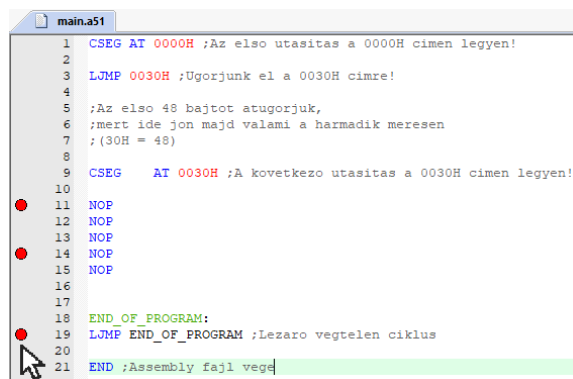 main.a51
1 CSEG AT 0000H ;Az elso utasitas a 0000H cimen legyen!
2
3 LJMP 0030H ;Ugorjunk el a 0030H cimre!
4
5 ;Az elso 48 bajtot atugorjuk,
6 ;mert ide jon majd valami a harmadik meresen
7 ;(30H = 48)
8
9 CSEG    AT 0030H ;A kovetkezo utasitas a 0030H cimen legyen!
10
11 NOP
12 NOP
13 NOP
14 NOP
15 NOP
16
17
18 END_OF_PROGRAM:
19 LJMP END_OF_PROGRAM ;Lezaro vegtelen ciklus
20
21 END ;Assembly fajl vege